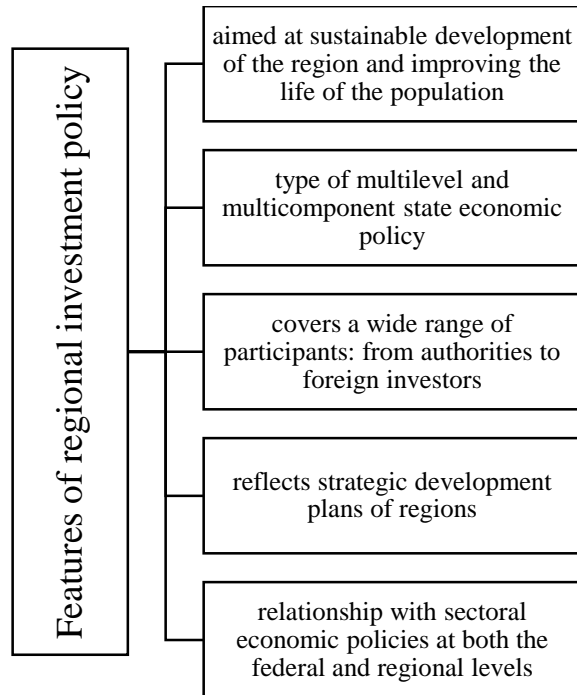 Features of regional investment policy
aimed at sustainable development
of the region and improving the
life of the population
type of multilevel and
multicomponent state economic
policy
covers a wide range of
participants: from authorities to
foreign investors
reflects strategic development
plans of regions
relationship with sectoral
economic policies at both the
federal and regional levels